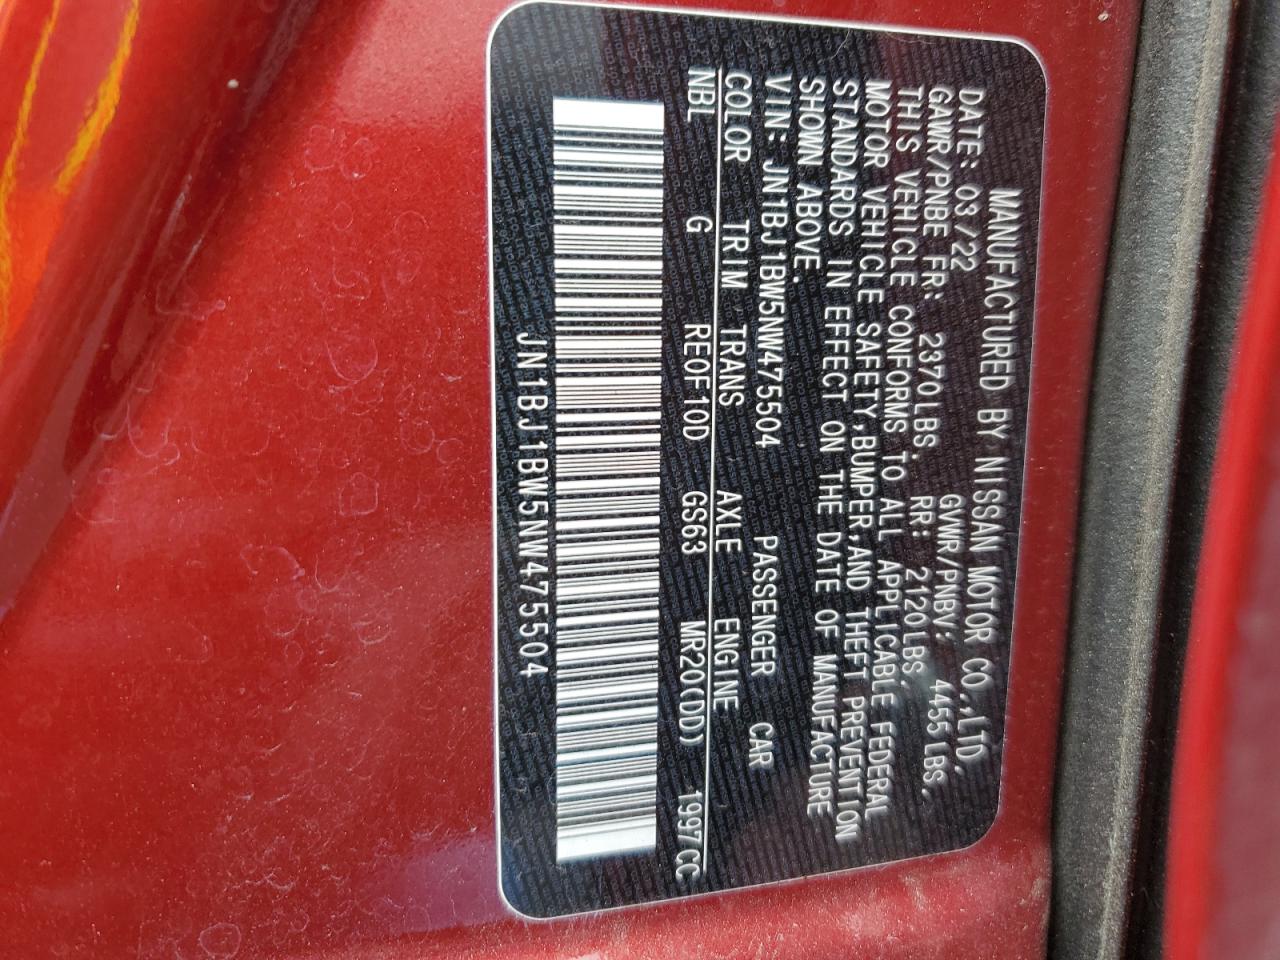 MANUFACTURED BY NISSAN MOTOR CO.,LTD.
DATE: 03/22 GVWR/PNBV: 4455LBS.
GAWR/PNBE FR: 2370LBS. RR: 2120LBS.
THIS VEHICLE CONFORMS TO ALL APPLICABLE FEDERAL
MOTOR VEHICLE SAFETY,BUMPER,AND THEFT PREVENTION
STANDARDS IN EFFECT ON THE DATE OF MANUFACTURE
SHOWN ABOVE.
VIN: JN1BJ1BW5NW475504 PASSENGER CAR
COLOR TRIM TRANS AXLE ENGINE
NBL G RE0F10D GS63 MR20(DD) 1997CC
JN1BJ1BW5NW475504